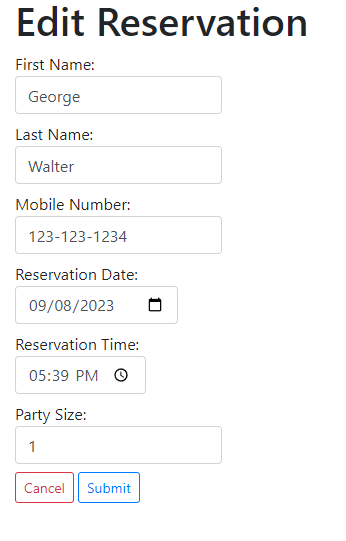 Edit Reservation
First Name:
George
Last Name:
Walter
Mobile Number:
123-123-1234
Reservation Date:
09/08/2023
Reservation Time:
05:39 PM
Party Size:
1
Cancel Submit